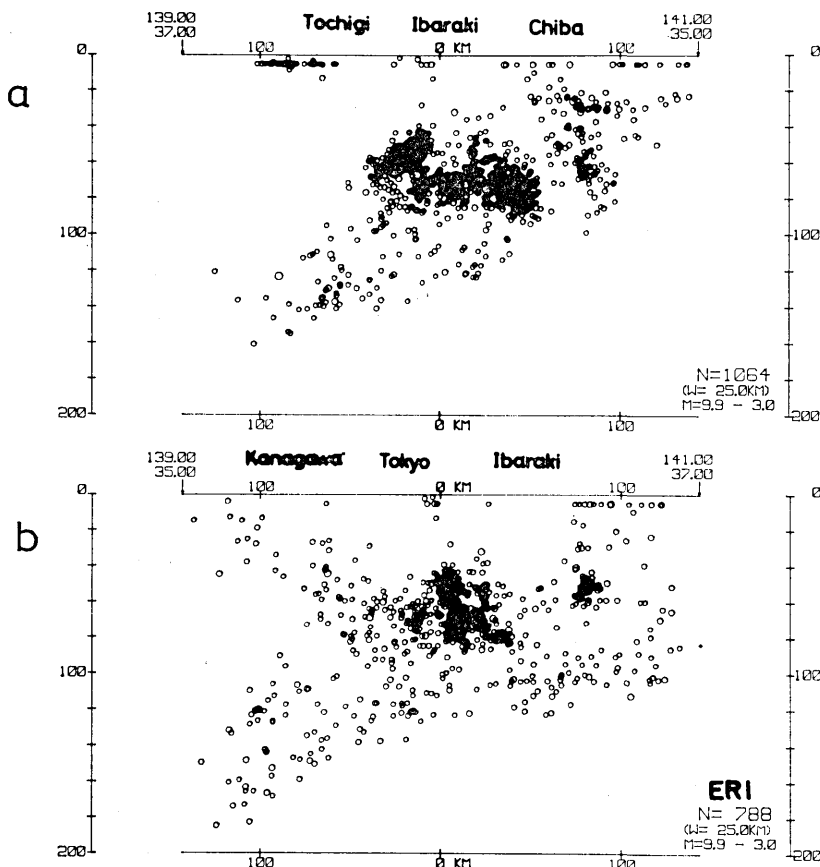 139.00 Tochigi Ibaraki Chiba 141.00
37.00 35.00
100 0 KM 100
a
0 0
100 100
200 200
N=1064
(W= 25.0KM)
M=9.9 - 3.0
100 0 KM 100
139.00 Kanagawa Tokyo Ibaraki 141.00
35.00 37.00
100 0 KM 100
b
0 0
100 100
200 200
ERI
N= 788
(W= 25.0KM)
M=9.9 - 3.0
100 0 KM 100